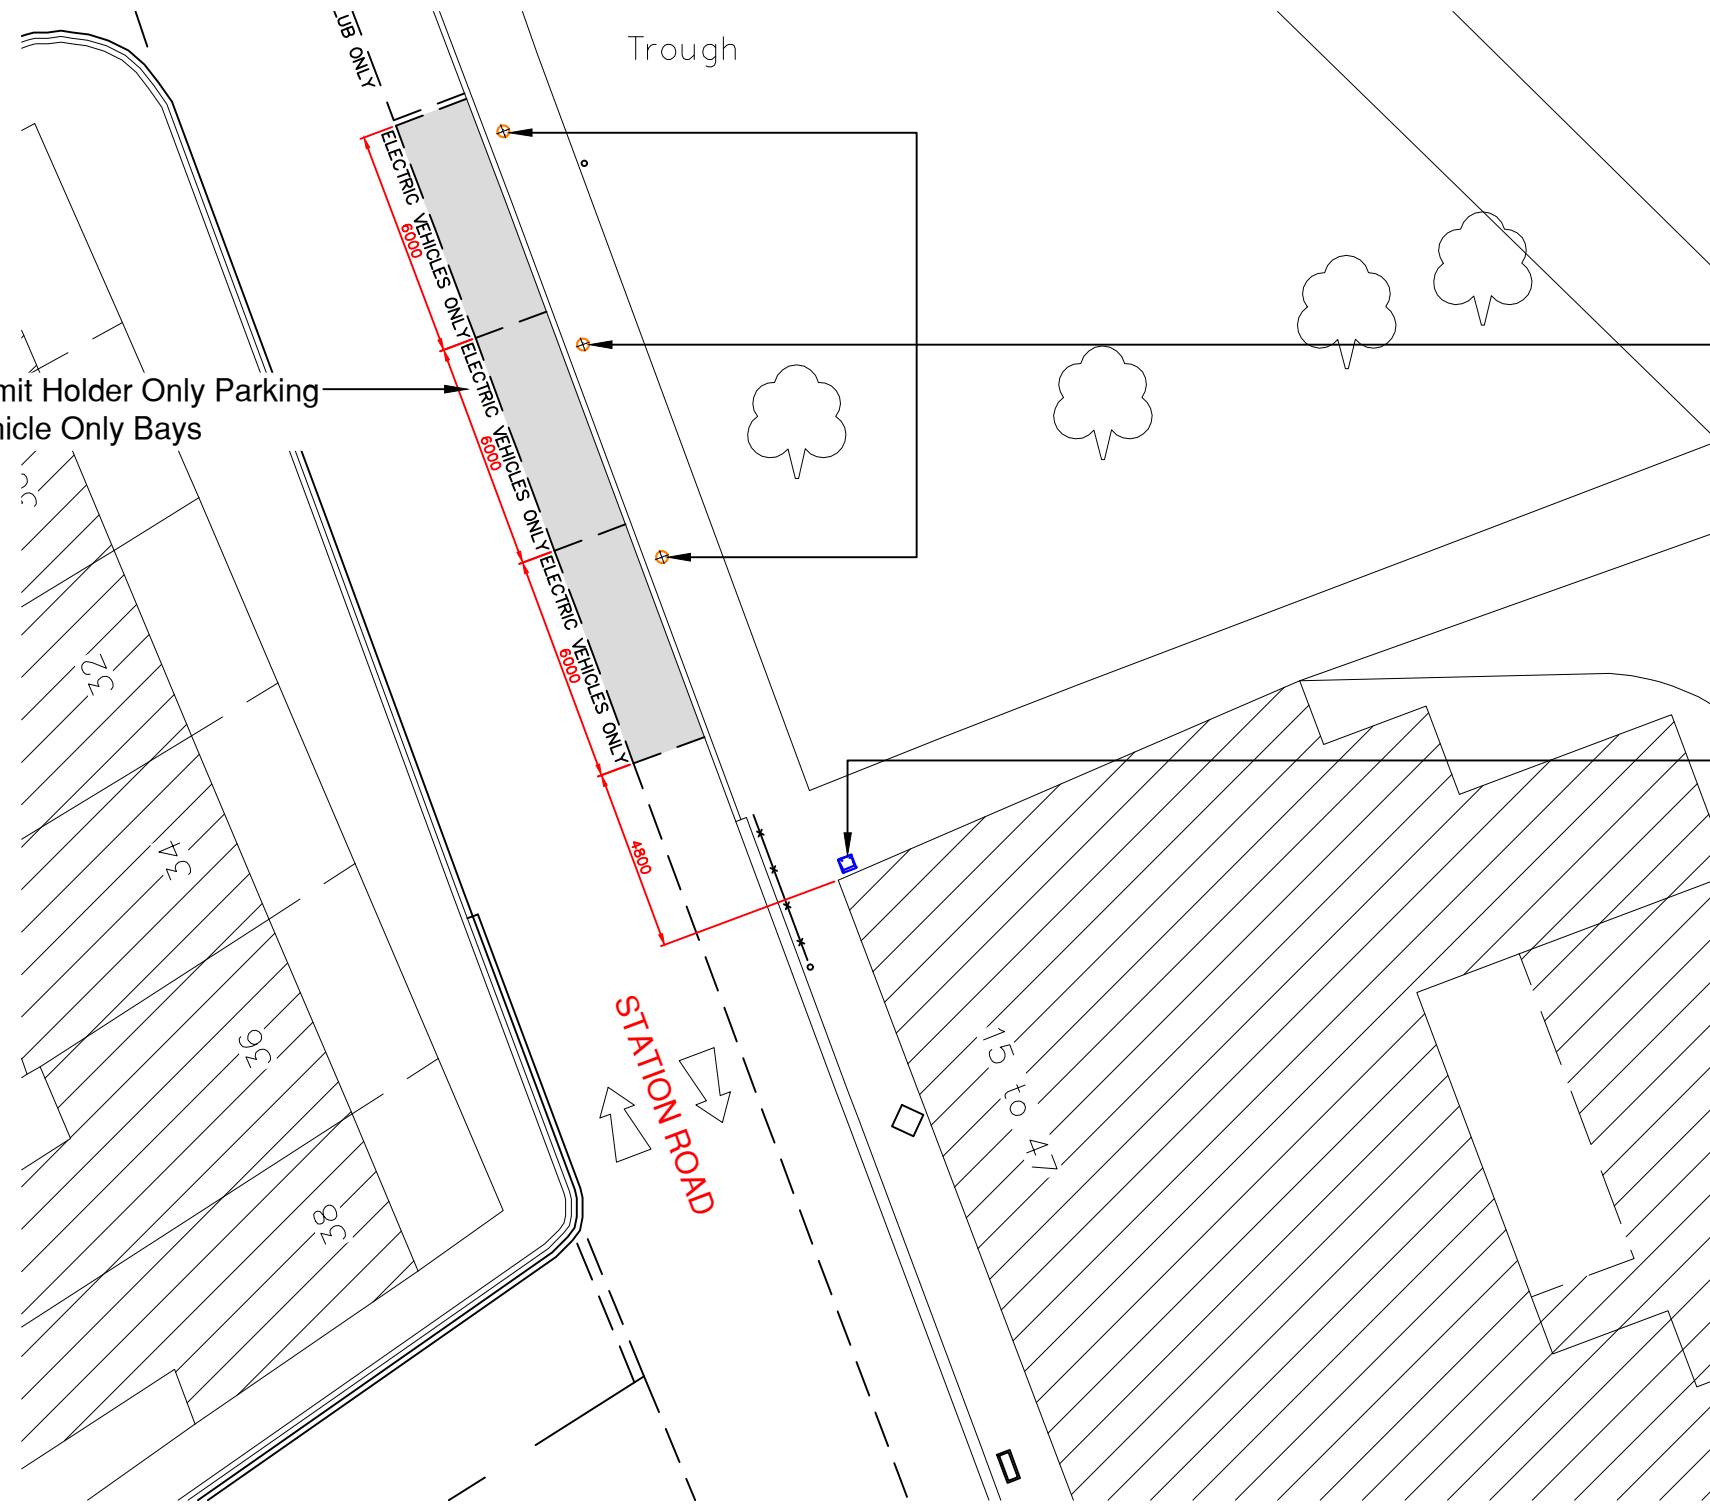 Trough
UB ONLY
ELECTRIC VEHICLES ONLY
6000
mit Holder Only Parking
hicle Only Bays
ELECTRIC VEHICLES ONLY
6000
ELECTRIC VEHICLES ONLY
6000
32
34
4800
36
STATION ROAD
15 to 47
38